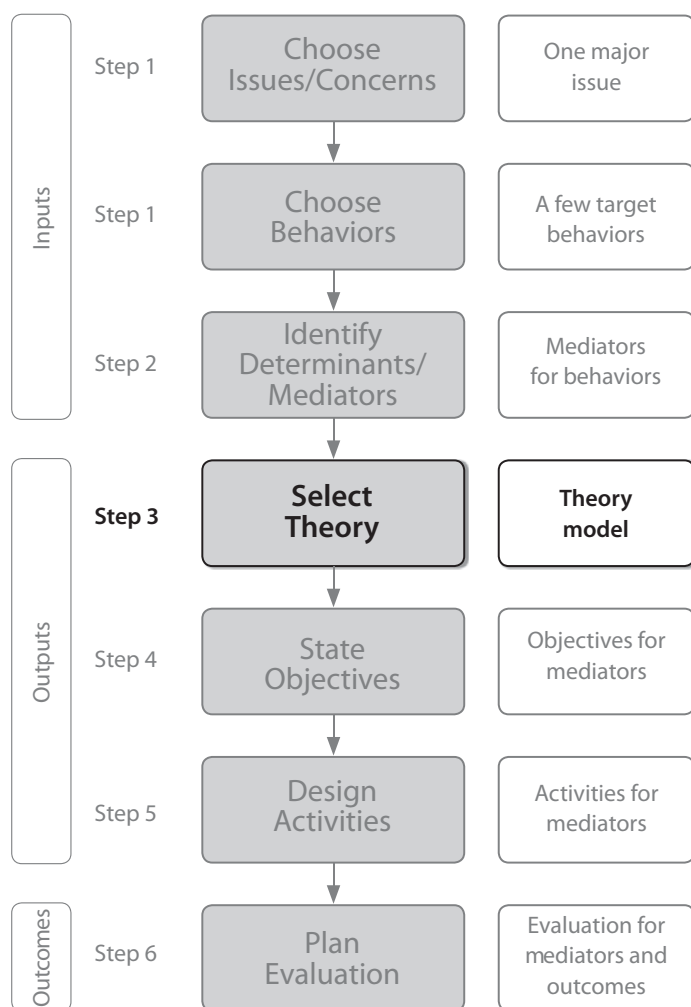 Inputs
Step 1
Choose
Issues/Concerns
One major
issue
Step 1
Choose
Behaviors
A few target
behaviors
Step 2
Identify
Determinants/
Mediators
Mediators
for behaviors
Outputs
Step 3
Select
Theory
Theory
model
Step 4
State
Objectives
Objectives for
mediators
Step 5
Design
Activities
Activities for
mediators
Outcomes
Step 6
Plan
Evaluation
Evaluation for
mediators and
outcomes